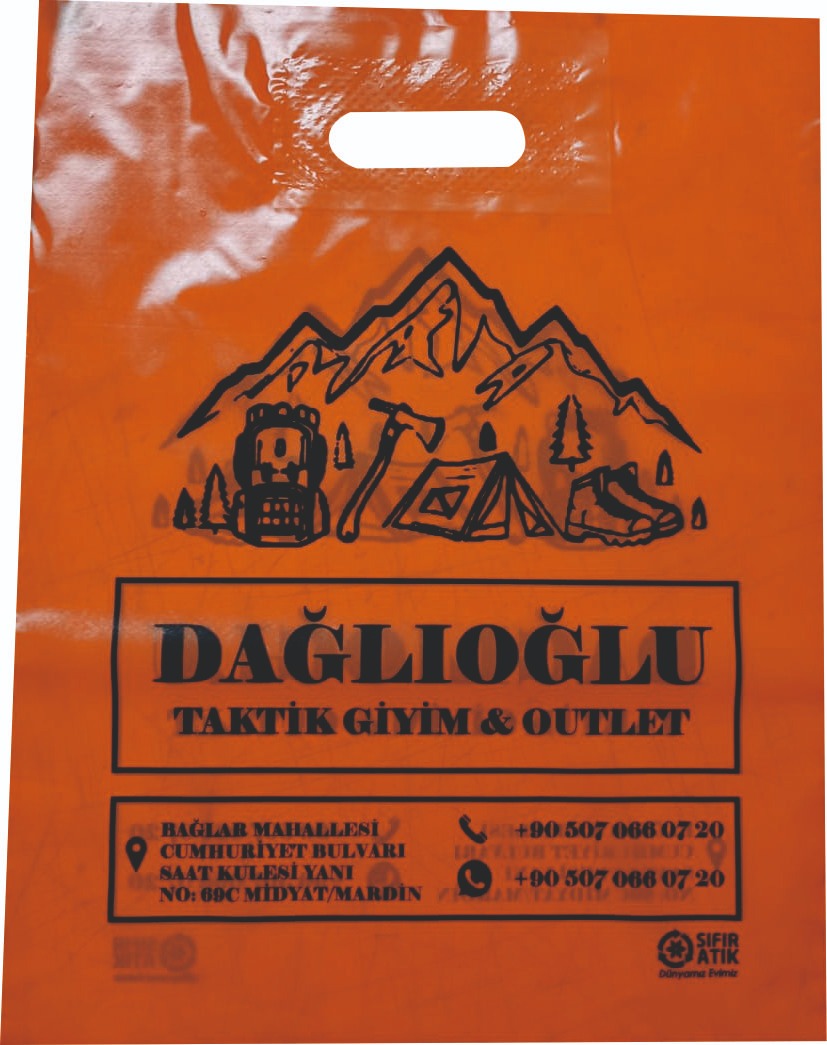 DAĞLIOĞLU
TAKTİK GİYİM & OUTLET
BAĞLAR MAHALLESİ
CUMHURİYET BULVARI
SAAT KULESİ YANI
NO: 69C MİDYAT/MARDİN
+90 507 066 07 20
+90 507 066 07 20
SIFIR
ATIK
Dünyamız Evimiz